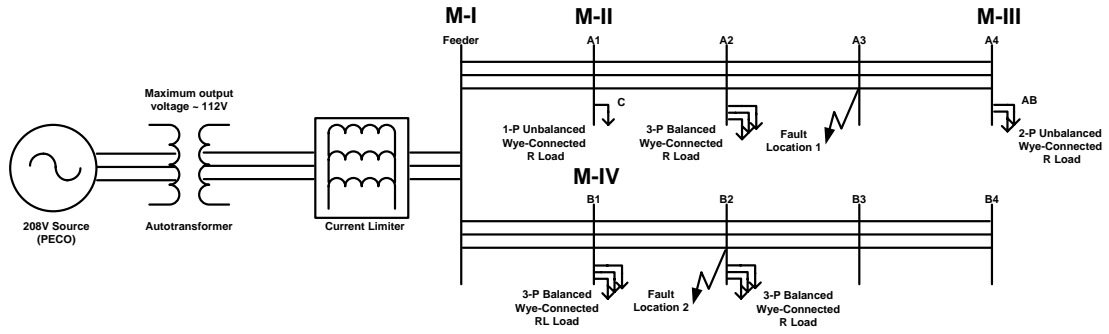 M-I
M-II
M-III
Feeder
A1
A2
A3
A4
Maximum output
voltage ~ 112V
C
AB
1-P Unbalanced
Wye-Connected
R Load
3-P Balanced
Wye-Connected
R Load
Fault
Location 1
2-P Unbalanced
Wye-Connected
R Load
M-IV
208V Source
(PECO)
Autotransformer
Current Limiter
B1
B2
B3
B4
3-P Balanced
Wye-Connected
RL Load
Fault
Location 2
3-P Balanced
Wye-Connected
R Load